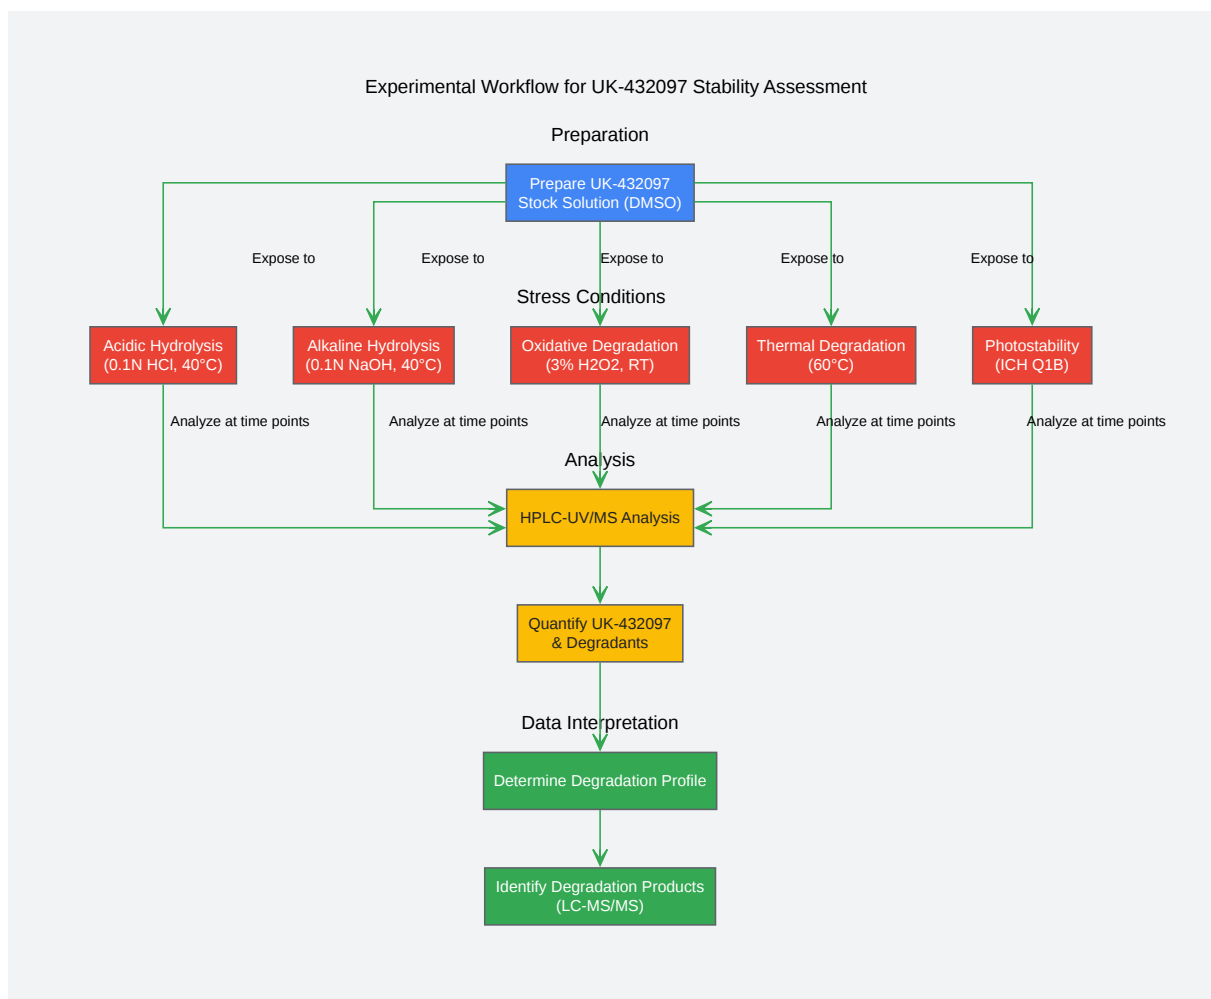 Experimental Workflow for UK-432097 Stability Assessment
Preparation
Prepare UK-432097
Stock Solution (DMSO)
Expose to
Expose to
Expose to
Expose to
Expose to
Stress Conditions
Acidic Hydrolysis
(0.1N HCl, 40°C)
Alkaline Hydrolysis
(0.1N NaOH, 40°C)
Oxidative Degradation
(3% H2O2, RT)
Thermal Degradation
(60°C)
Photostability
(ICH Q1B)
Analyze at time points
Analyze at time points
Analyze at time points
Analyze at time points
Analyze at time points
Analysis
HPLC-UV/MS Analysis
Quantify UK-432097
& Degradants
Data Interpretation
Determine Degradation Profile
Identify Degradation Products
(LC-MS/MS)